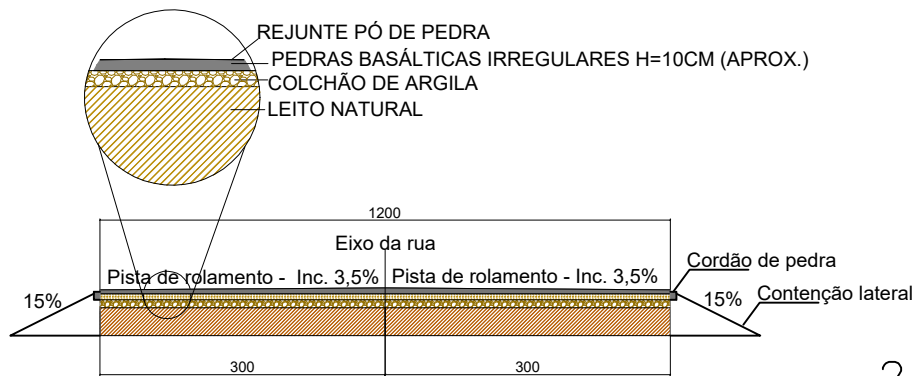 REJUNTE PÓ DE PEDRA
PEDRAS BASÁLTICAS IRREGULARES H=10CM (APROX.)
COLCHÃO DE ARGILA
LEITO NATURAL
1200
Eixo da rua
Pista de rolamento - Inc. 3,5%
Pista de rolamento - Inc. 3,5%
Cordão de pedra
15%
15%
Contenção lateral
300
300